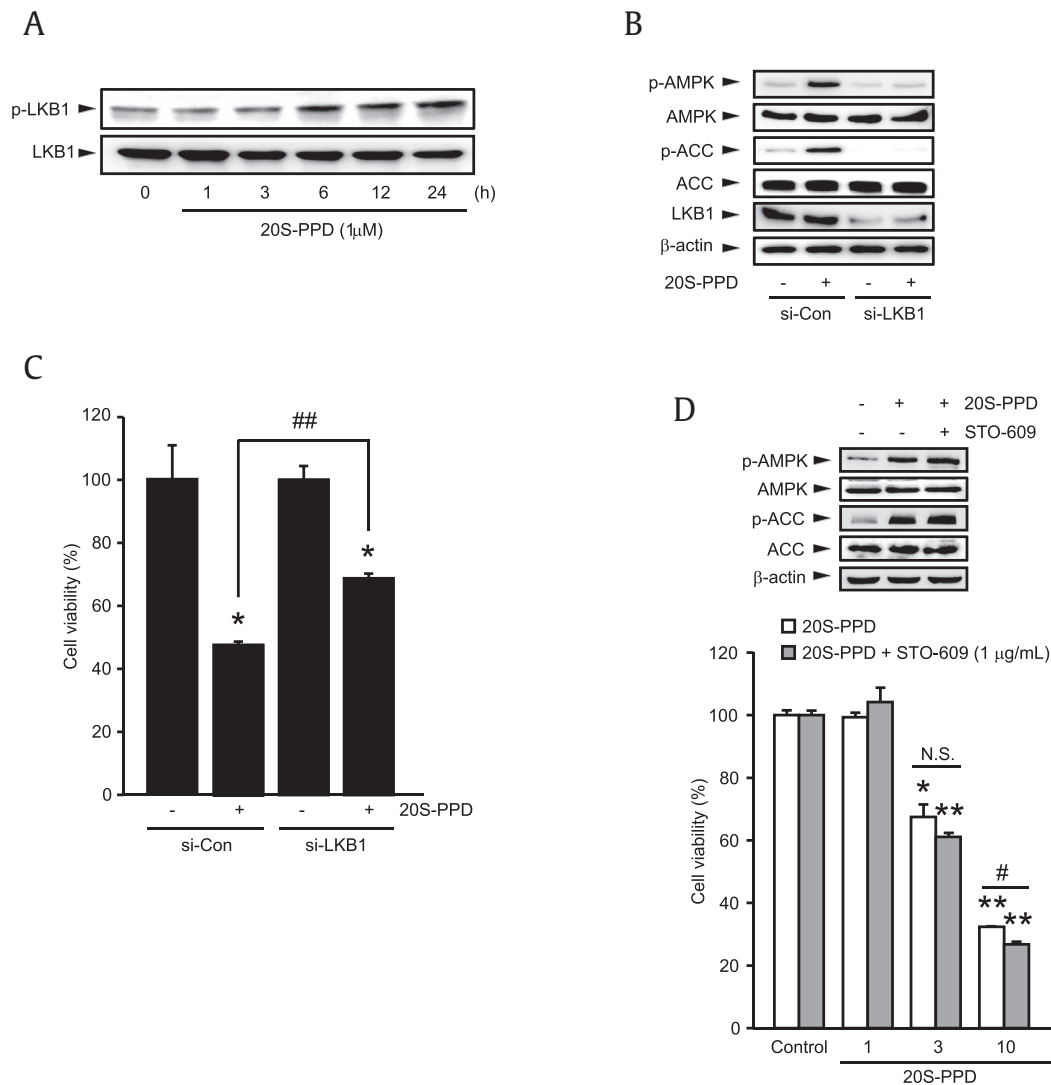 A
p-LKB1
LKB1
0 1 3 6 12 24 (h)
20S-PPD (1μM)
B
p-AMPK
AMPK
p-ACC
ACC
LKB1
β-actin
20S-PPD - + - +
si-Con si-LKB1
C
120
100
80
60
40
20
0
Cell viability (%)
##
*
*
- + - + 20S-PPD
si-Con si-LKB1
D
- + + 20S-PPD
- - + STO-609
p-AMPK
AMPK
p-ACC
ACC
β-actin
20S-PPD
20S-PPD + STO-609 (1 μg/mL)
120
100
80
60
40
20
0
Cell viability (%)
N.S.
* **
#
** **
Control 1 3 10
20S-PPD